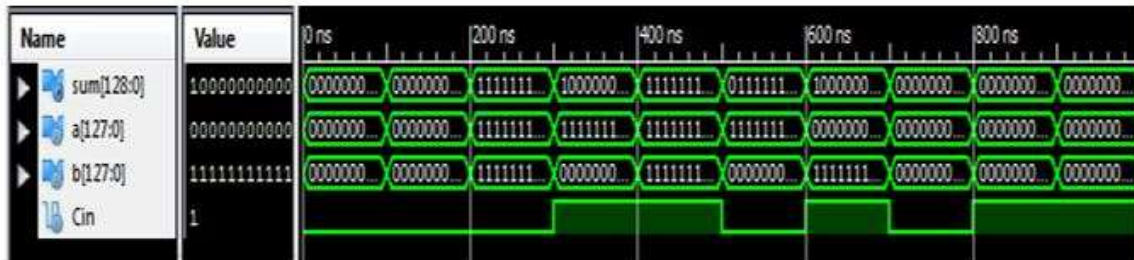 Name Value 0 ns 200 ns 400 ns 600 ns 800 ns
sum[128:0] 10000000000 0000000... 0000000... 1111111... 1000000... 1111111... 0111111... 1000000... 0000000... 0000000... 0000000...
a[127:0] 00000000000 0000000... 0000000... 1111111... 1111111... 1111111... 1111111... 0000000... 0000000... 0000000... 0000000...
b[127:0] 11111111111 0000000... 0000000... 1111111... 0000000... 1111111... 0000000... 1111111... 0000000... 0000000... 0000000...
Cin 1